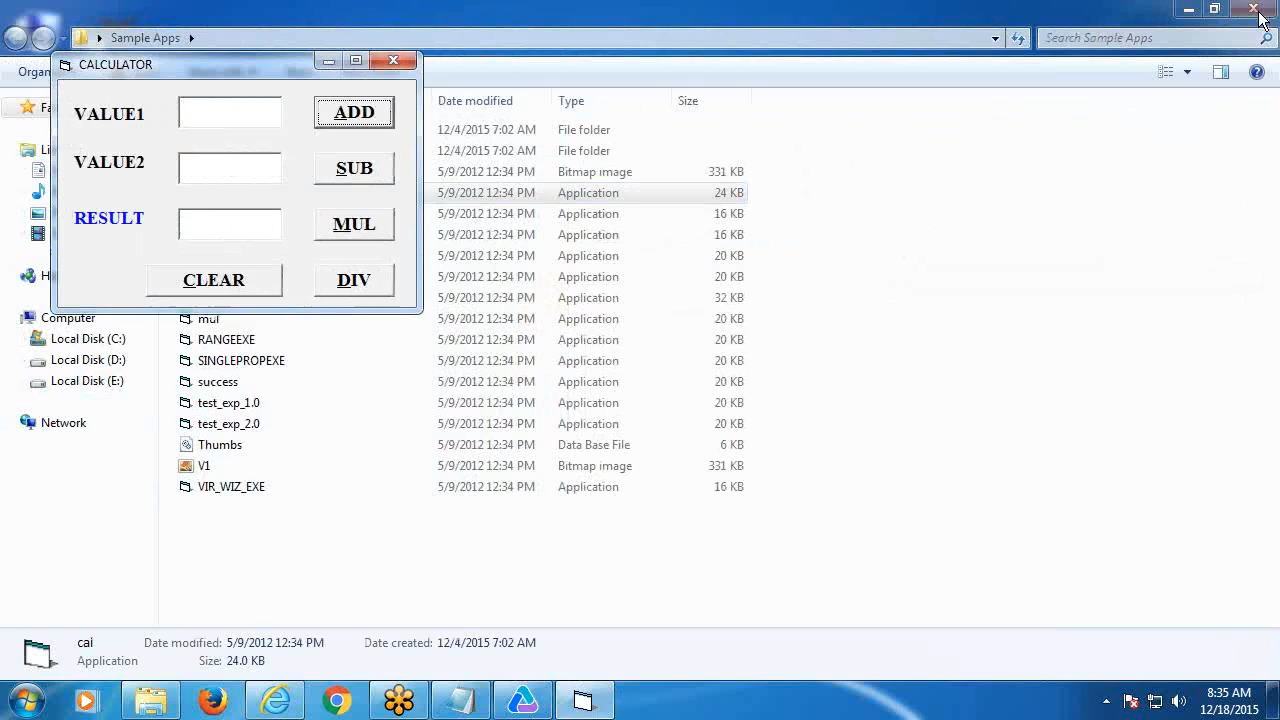 Sample Apps
Search Sample Apps
Organ
CALCULATOR
VALUE1
ADD
VALUE2
SUB
RESULT
MUL
CLEAR
DIV
Date modified Type Size
12/4/2015 7:02 AM File folder
12/4/2015 7:02 AM File folder
5/9/2012 12:34 PM Bitmap image 331 KB
5/9/2012 12:34 PM Application 24 KB
5/9/2012 12:34 PM Application 16 KB
5/9/2012 12:34 PM Application 16 KB
5/9/2012 12:34 PM Application 20 KB
5/9/2012 12:34 PM Application 20 KB
5/9/2012 12:34 PM Application 32 KB
mul 5/9/2012 12:34 PM Application 20 KB
RANGEEXE 5/9/2012 12:34 PM Application 20 KB
SINGLEPROPEXE 5/9/2012 12:34 PM Application 20 KB
success 5/9/2012 12:34 PM Application 20 KB
test_exp_1.0 5/9/2012 12:34 PM Application 20 KB
test_exp_2.0 5/9/2012 12:34 PM Application 20 KB
Thumbs 5/9/2012 12:34 PM Data Base File 6 KB
V1 5/9/2012 12:34 PM Bitmap image 331 KB
VIR_WIZ_EXE 5/9/2012 12:34 PM Application 16 KB
Fa
Li
H
Computer
Local Disk (C:)
Local Disk (D:)
Local Disk (E:)
Network
cai Date modified: 5/9/2012 12:34 PM Date created: 12/4/2015 7:02 AM
Application Size: 24.0 KB
8:35 AM
12/18/2015